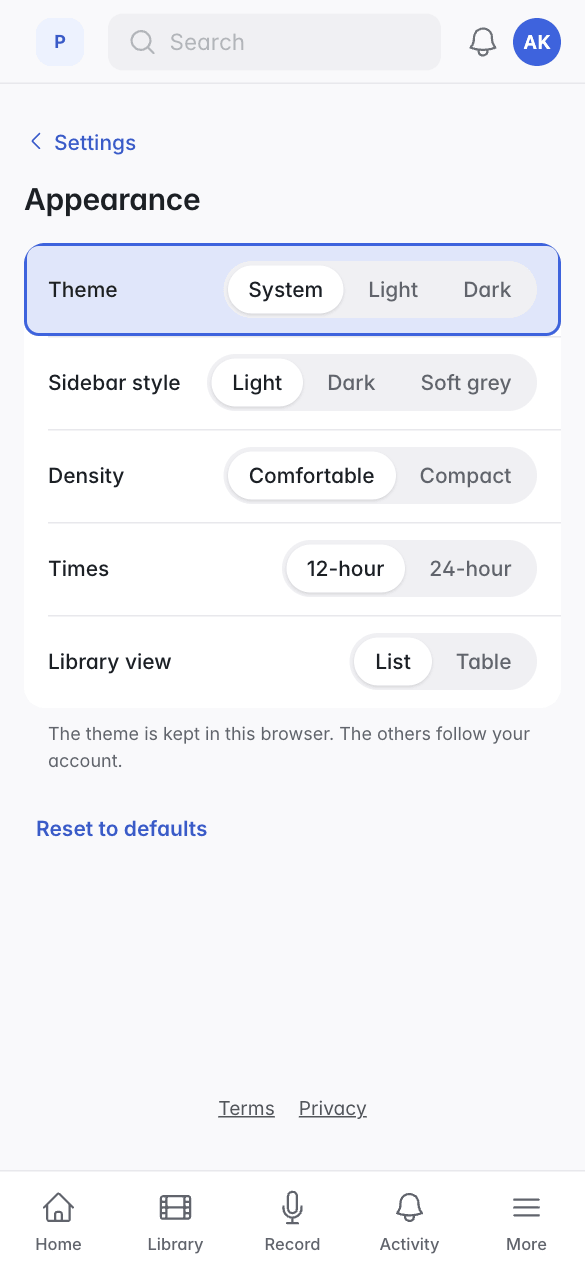 P
Search
AK
Settings
Appearance
Theme System Light Dark
Sidebar style Light Dark Soft grey
Density Comfortable Compact
Times 12-hour 24-hour
Library view List Table
The theme is kept in this browser. The others follow your
account.
Reset to defaults
Terms Privacy
Home Library Record Activity More